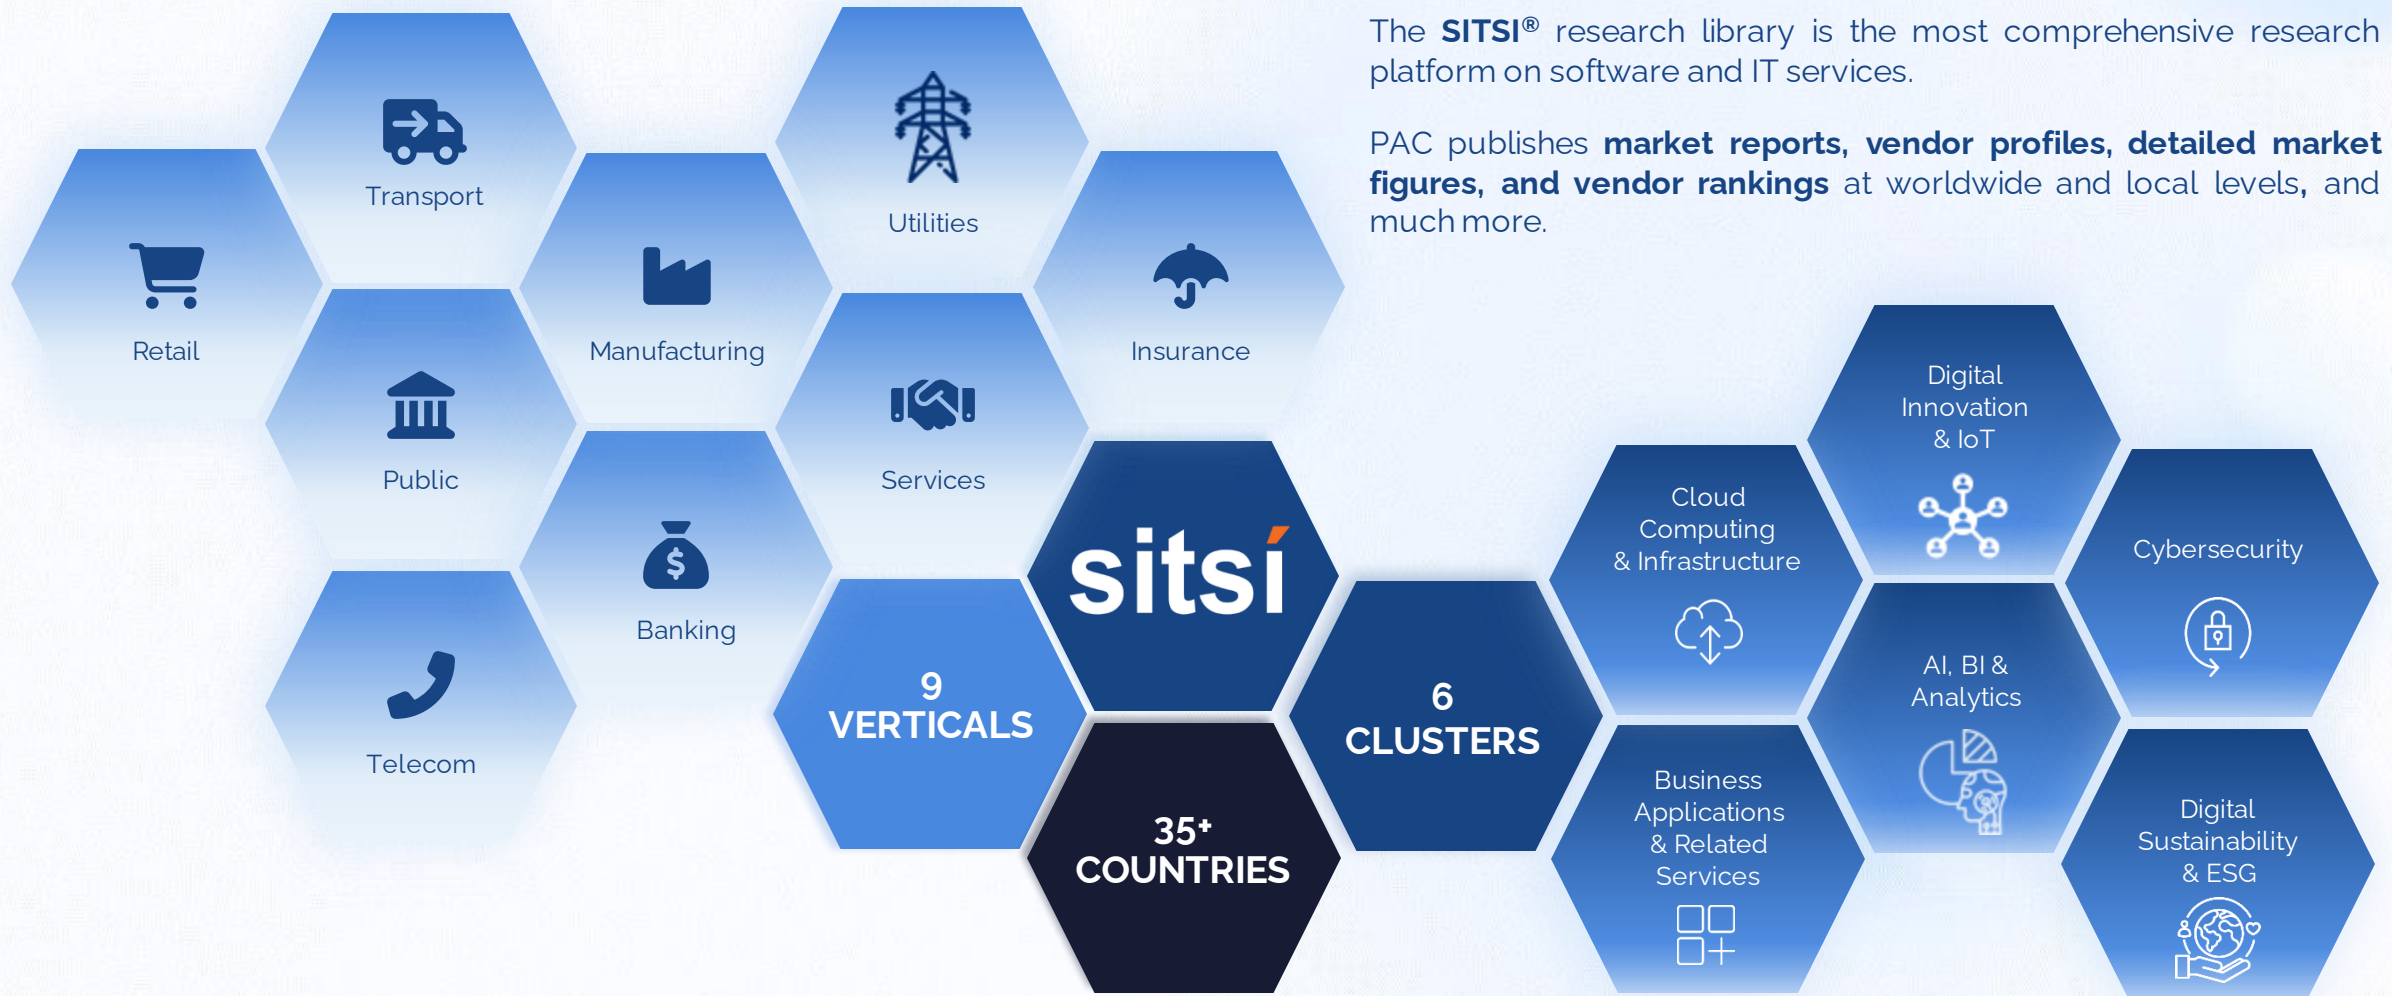 The SITSI® research library is the most comprehensive research
platform on software and IT services.
PAC publishes market reports, vendor profiles, detailed market
figures, and vendor rankings at worldwide and local levels, and
much more.
Transport
Utilities
Retail
Manufacturing
Insurance
Public
Services
Banking
Telecom
sitsí
9
VERTICALS
35+
COUNTRIES
6
CLUSTERS
Digital
Innovation
& IoT
Cloud
Computing
& Infrastructure
Cybersecurity
AI, BI &
Analytics
Business
Applications
& Related
Services
Digital
Sustainability
& ESG